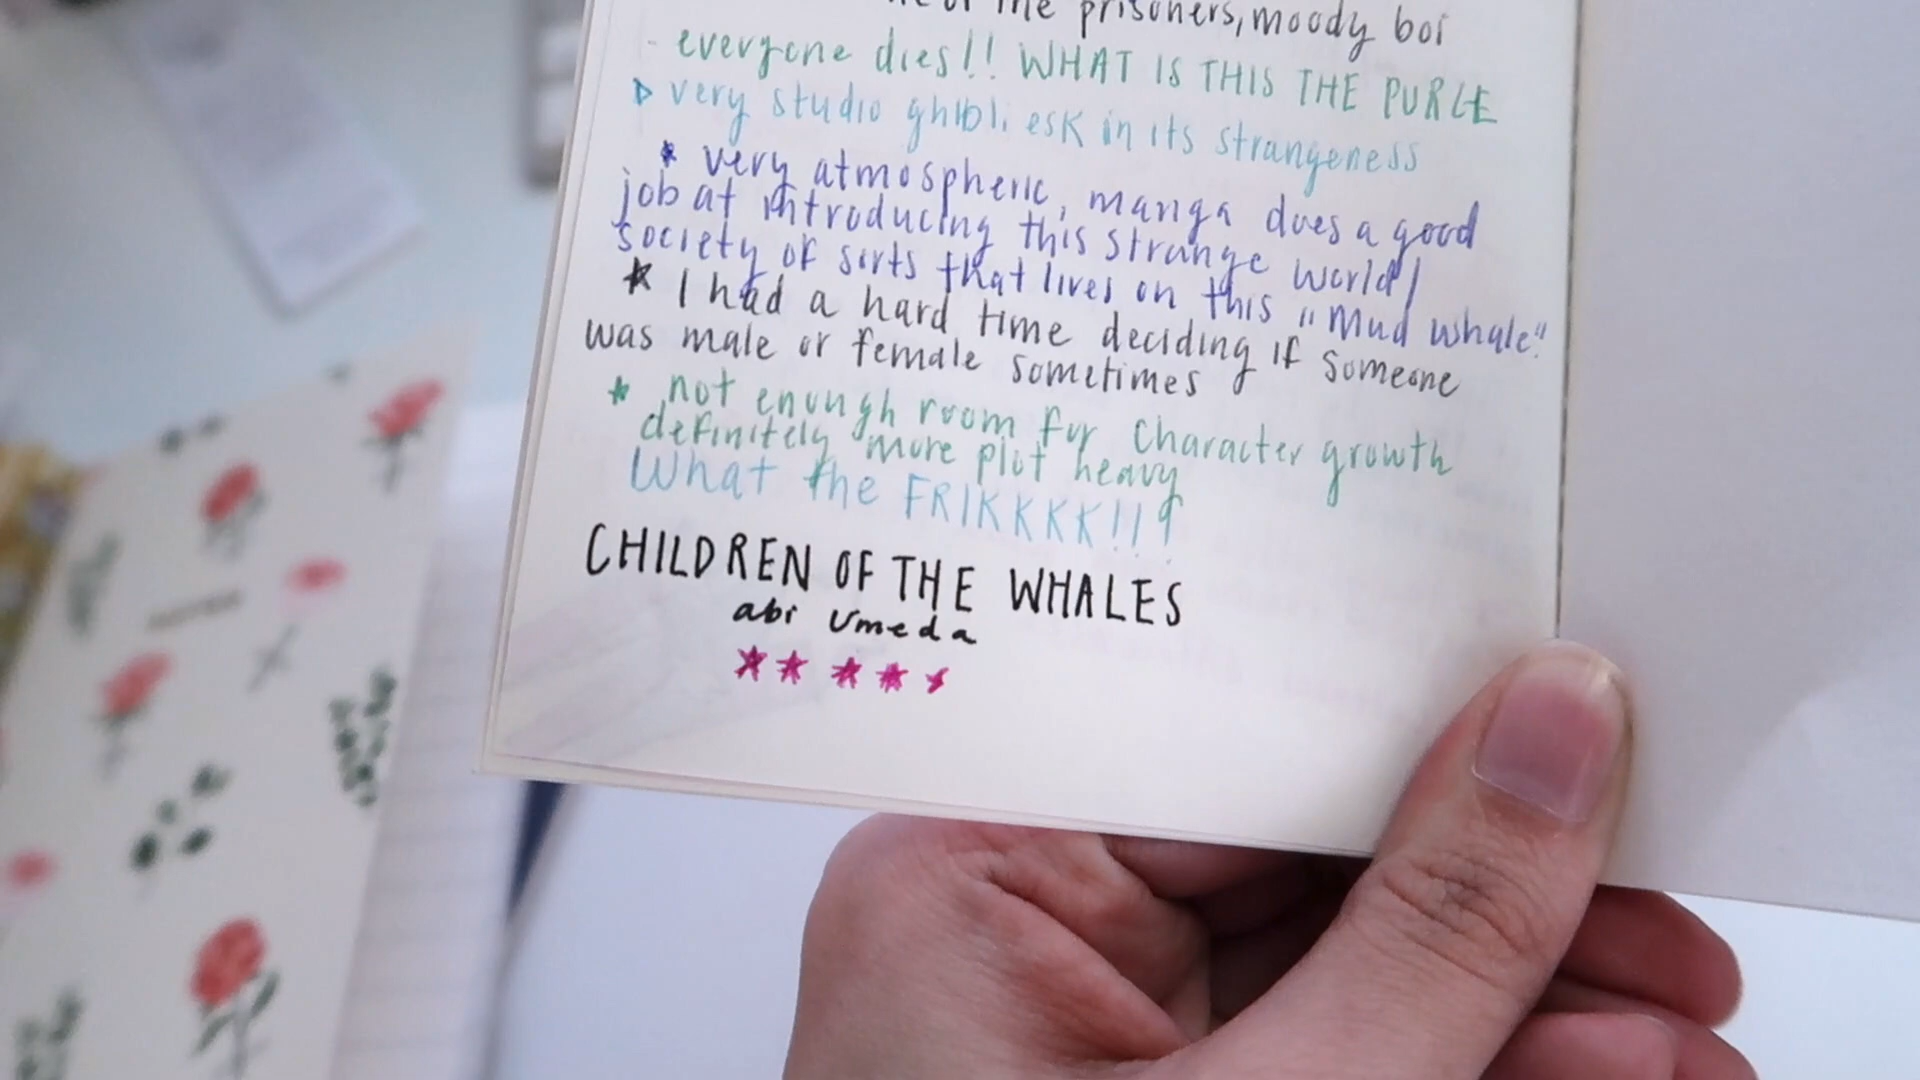 the prisoners, moody boi
- everyone dies!! WHAT IS THIS THE PURGE
very studio ghibli esk in its strangeness
* very atmospheric, manga does a good
job at introducing this strange world/
society of sorts that lives on this "Mud whale."
* I had a hard time deciding if someone
was male or female sometimes
* not enough room for character growth
definitely more plot heavy
What the FRIKKKK!!?
CHILDREN OF THE WHALES
abi Umeda